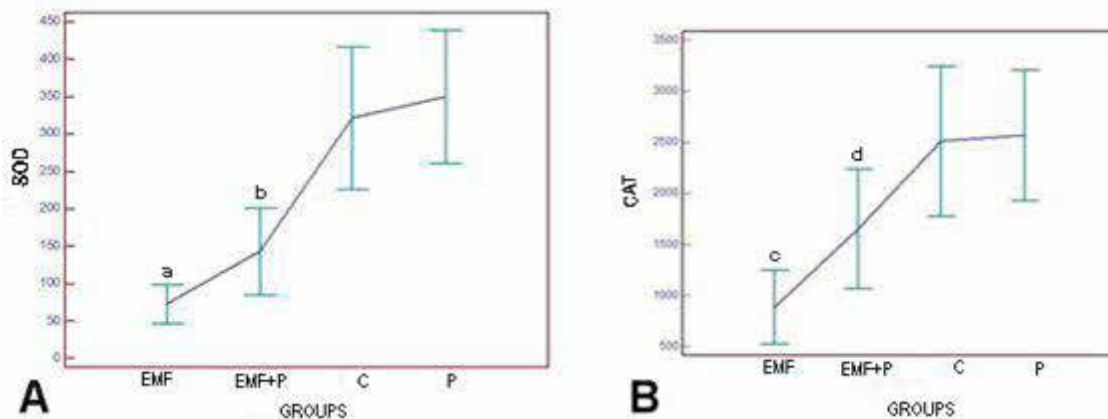 450
400
350
300
250
200
150
100
50
0
SOD
a
b
EMF EMF+P C P
GROUPS
A
3500
3000
2500
2000
1500
1000
500
CAT
c
d
EMF EMF+P C P
GROUPS
B